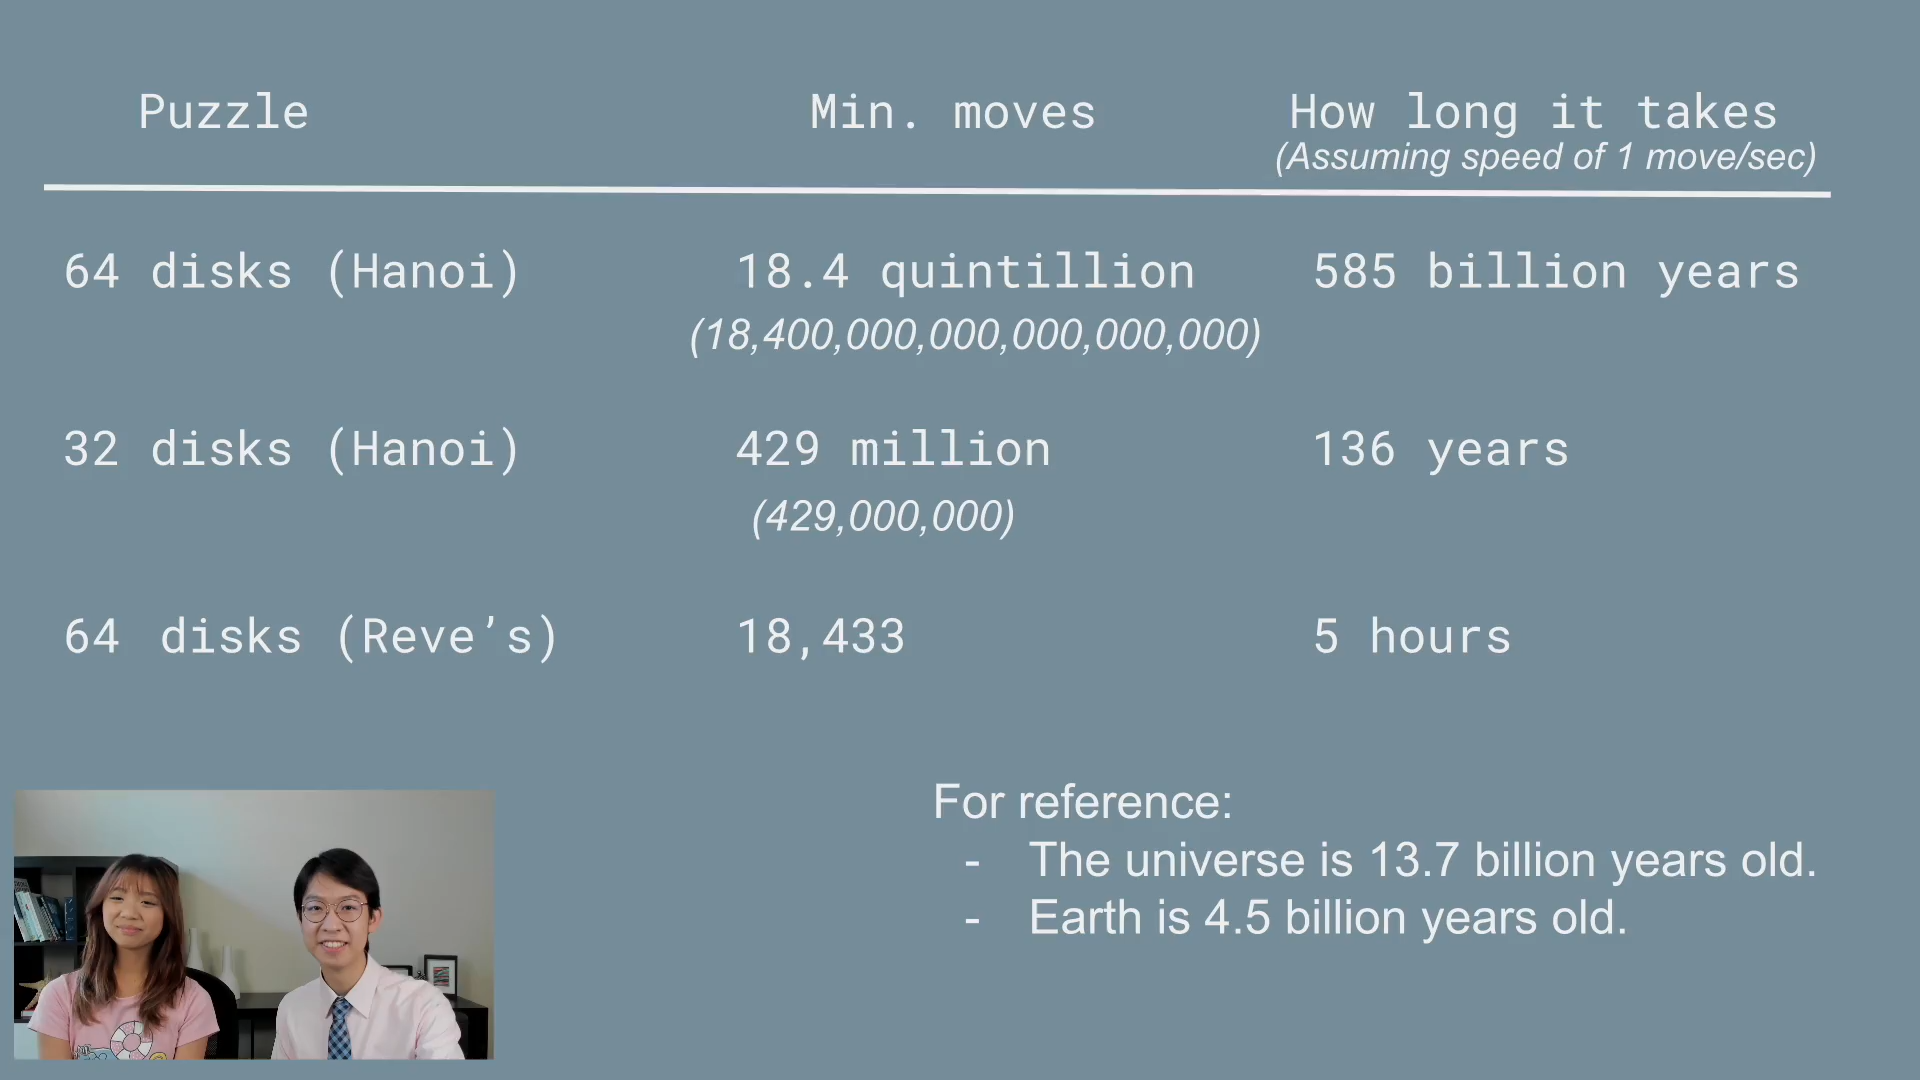 Puzzle
Min. moves
How long it takes
(Assuming speed of 1 move/sec)
64 disks (Hanoi)
18.4 quintillion
585 billion years
(18,400,000,000,000,000,000)
32 disks (Hanoi)
429 million
136 years
(429,000,000)
64 disks (Reve’s)
18,433
5 hours
For reference:
- The universe is 13.7 billion years old.
- Earth is 4.5 billion years old.